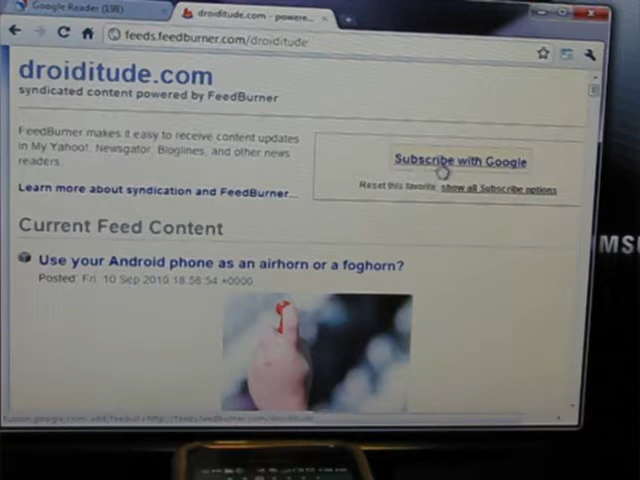 Google Reader (198)
droiditude.com - powere...
feeds.feedburner.com/droiditude
droiditude.com
syndicated content powered by FeedBurner
FeedBurner makes it easy to receive content updates
in My Yahoo!, Newsgator, Bloglines, and other news
readers.
Learn more about syndication and FeedBurner...
Subscribe with Google
Reset this favorite, show all Subscribe options
Current Feed Content
Use your Android phone as an airhorn or a foghorn?
Posted: Fri, 10 Sep 2010 18:58:54 +0000
MSU